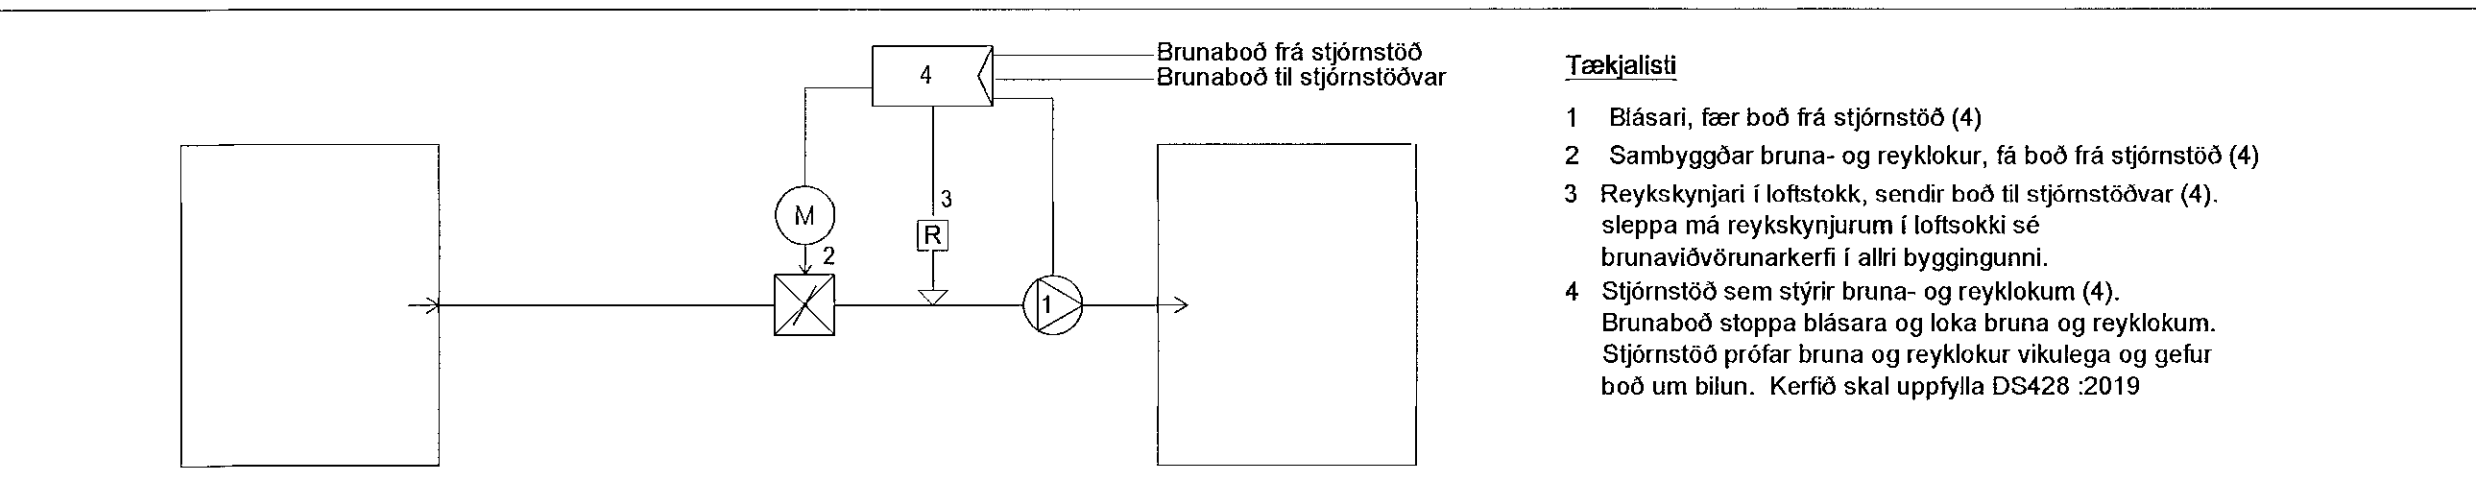 Brunaboð frá stjórnstöð
Brunaboð til stjórnstöðvar
4
3
M
R
2
1
Tækjalisti
1 Blásari, fær boð frá stjórnstöð (4)
2 Sambyggðar bruna- og reyklokur, fá boð frá stjórnstöð (4)
3 Reykskynjari í loftstokk, sendir boð til stjórnstöðvar (4).
sleppa má reykskynjurum í loftsokki sé
brunaviðvörunarkerfi í allri byggingunni.
4 Stjórnstöð sem stýrir bruna- og reyklokum (4).
Brunaboð stoppa blásara og loka bruna og reyklokum.
Stjórnstöð prófar bruna og reyklokur vikulega og gefur
boð um bilun. Kerfið skal uppfylla DS428 :2019